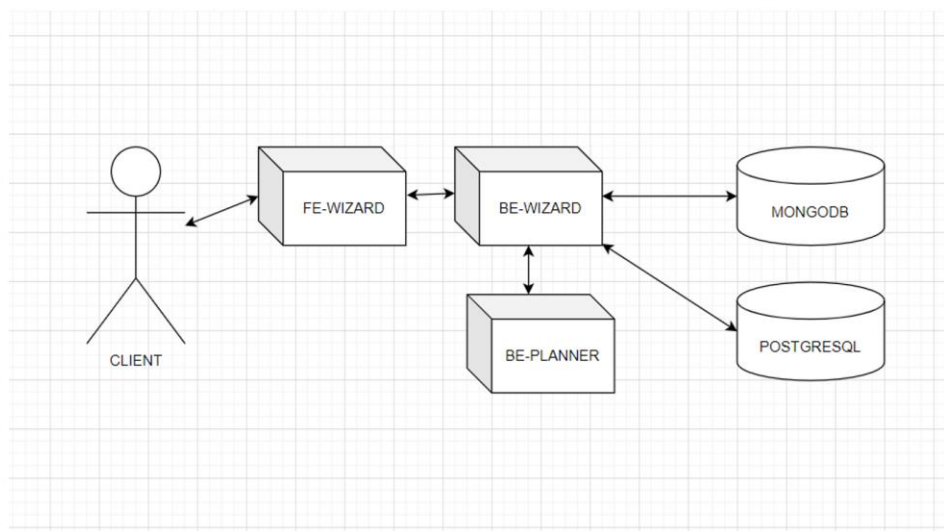 FE-WIZARD
BE-WIZARD
MONGODB
CLIENT
BE-PLANNER
POSTGRESQL